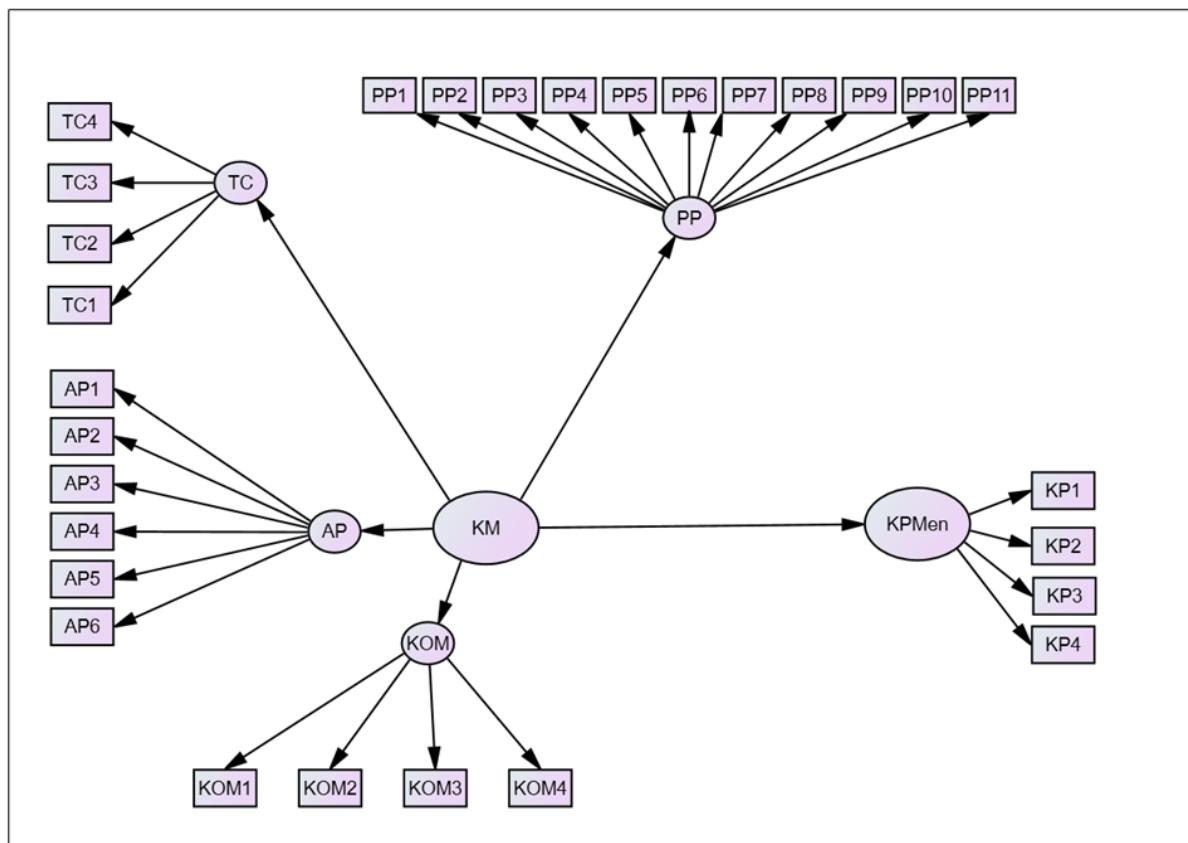 PP1 PP2 PP3 PP4 PP5 PP6 PP7 PP8 PP9 PP10 PP11
TC4
TC3
TC2
TC1
TC
PP
AP1
AP2
AP3
AP4
AP5
AP6
AP
KM
KPMen
KP1
KP2
KP3
KP4
KOM
KOM1 KOM2 KOM3 KOM4